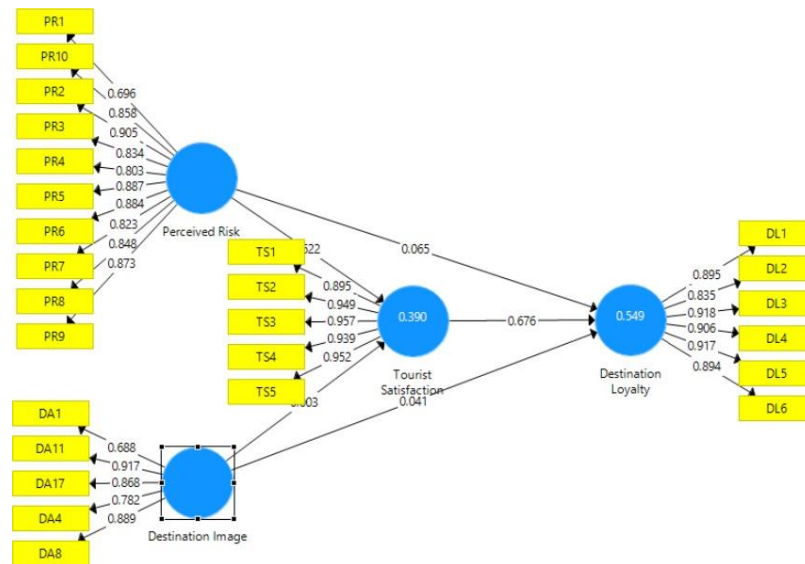 PR1
PR10
PR2
PR3
PR4
PR5
PR6
PR7
PR8
PR9
0.696
0.858
0.905
0.834
0.803
0.887
0.884
0.823
0.848
0.873
Perceived Risk
0.065
TS1
TS2
TS3
TS4
TS5
0.895
0.949
0.957
0.939
0.952
0.390
Tourist
Satisfaction
0.676
0.041
DL1
DL2
DL3
DL4
DL5
DL6
0.895
0.835
0.918
0.906
0.917
0.894
0.549
Destination
Loyalty
DA1
DA11
DA17
DA4
DA8
0.688
0.917
0.868
0.782
0.889
Destination Image